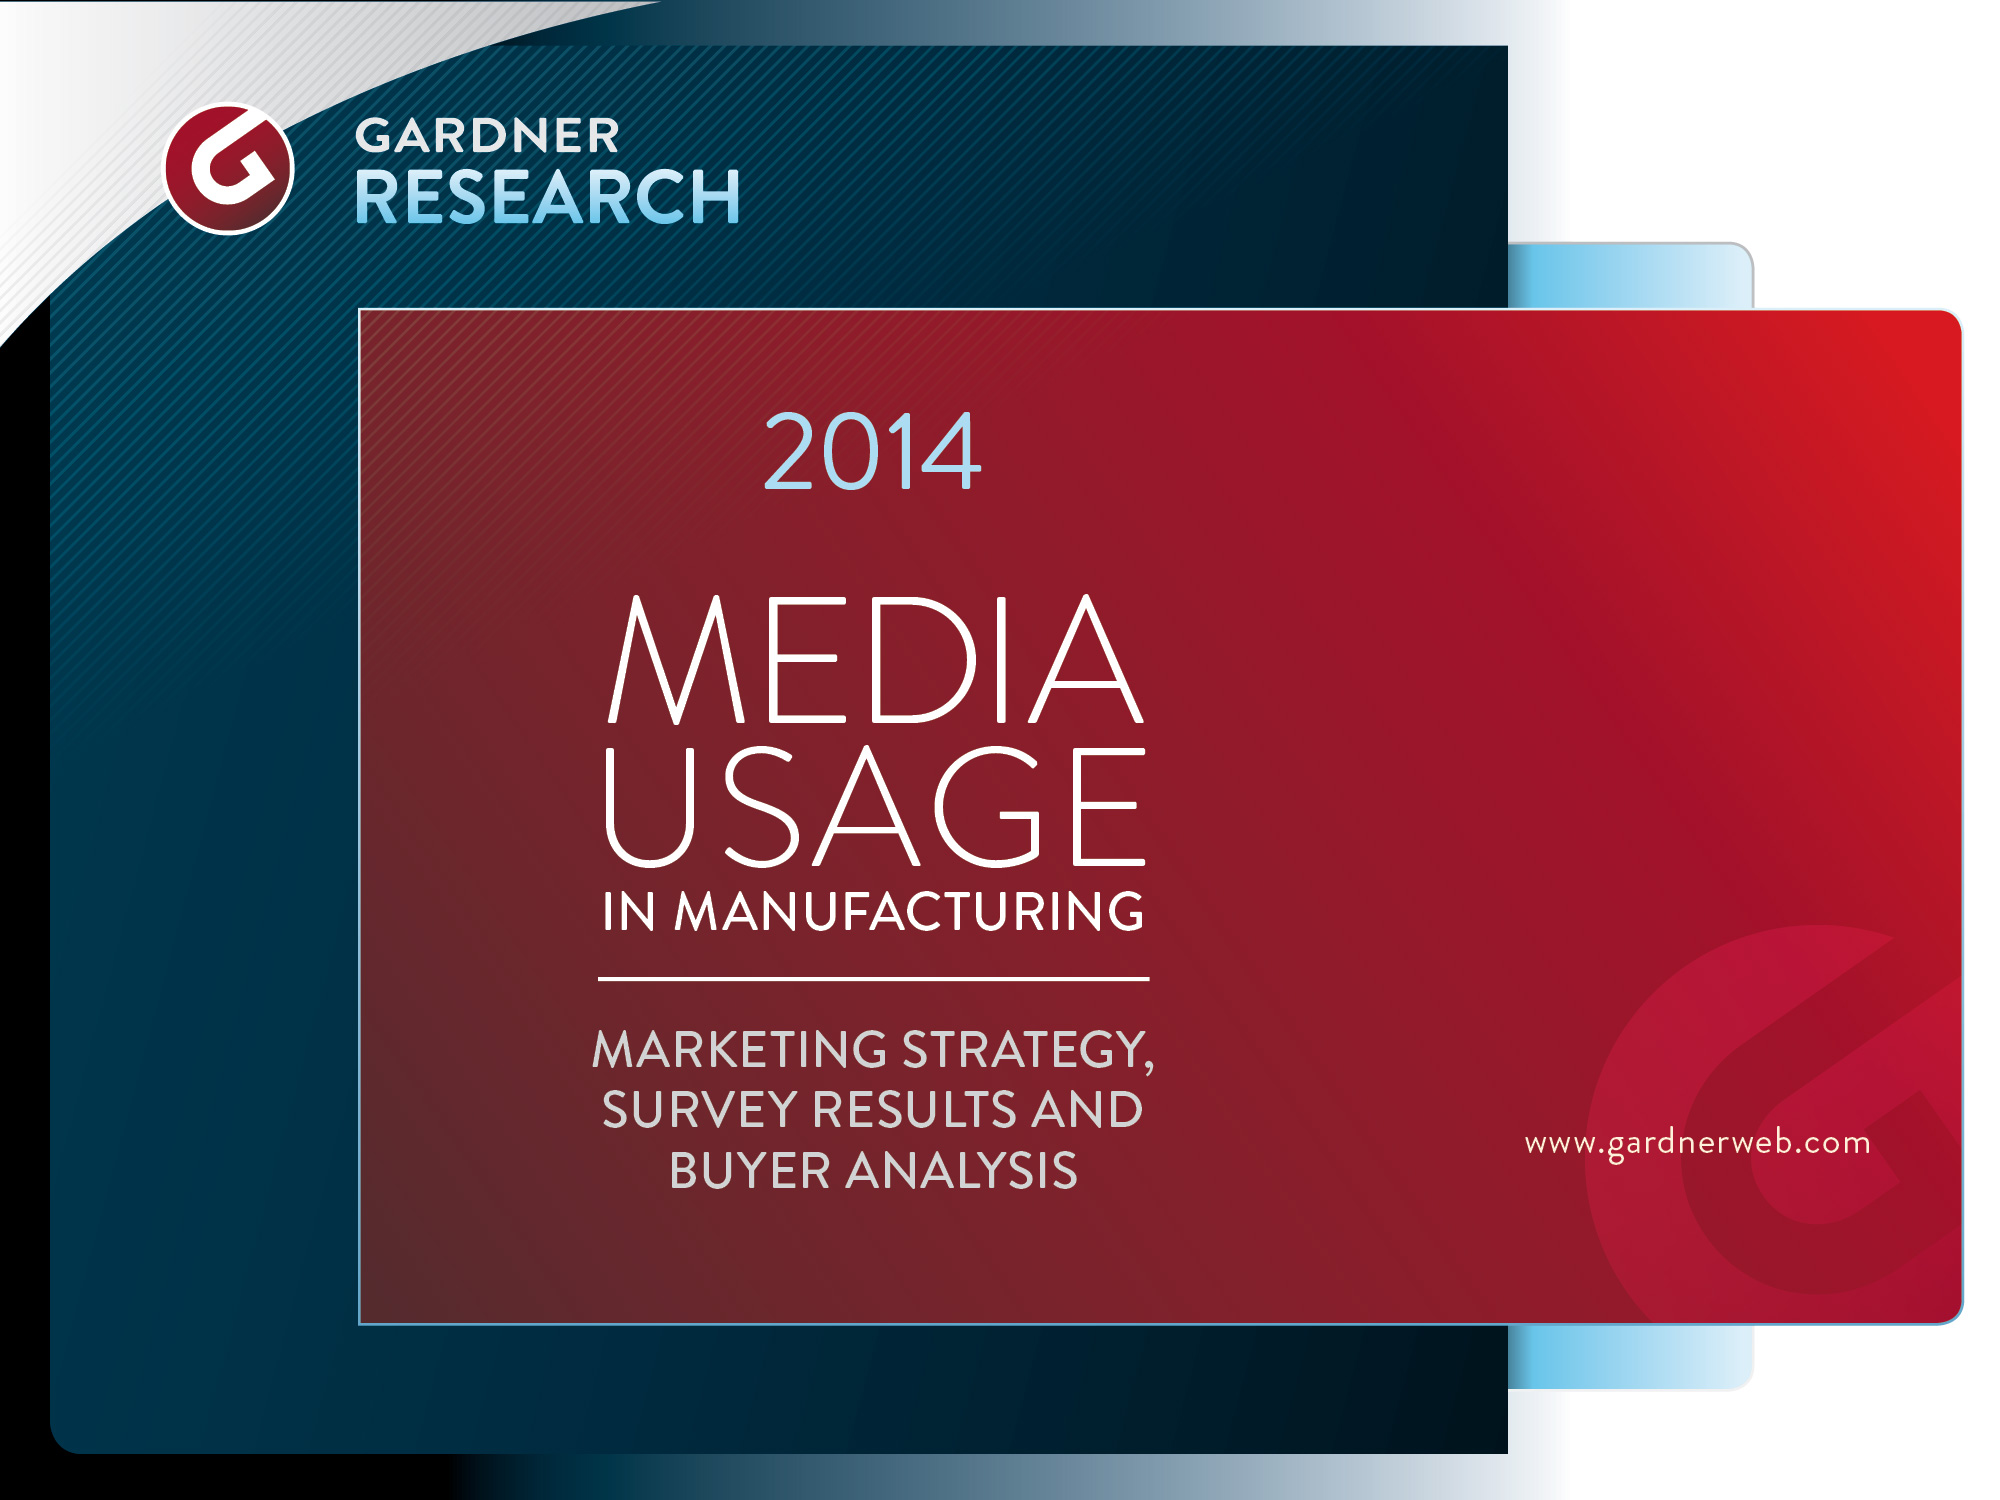 GARDNER
RESEARCH
2014
MEDIA
USAGE
IN MANUFACTURING
MARKETING STRATEGY,
SURVEY RESULTS AND
BUYER ANALYSIS
www.gardnerweb.com